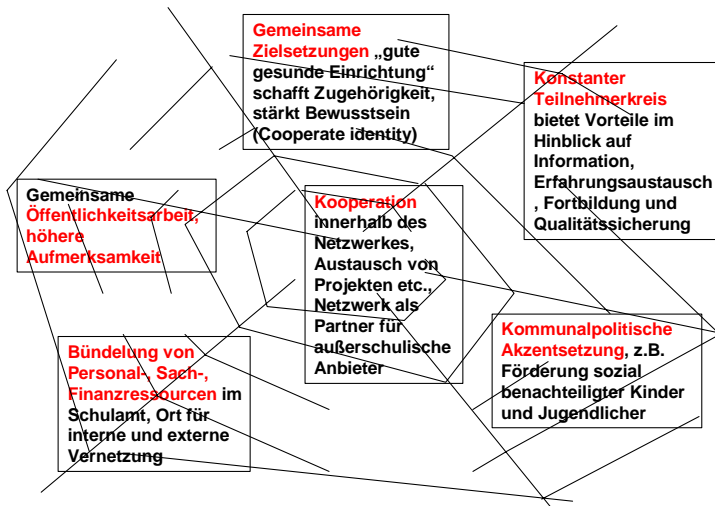 Gemeinsame
Zielsetzungen „gute
gesunde Einrichtung“
schafft Zugehörigkeit,
stärkt Bewusstsein
(Cooperate identity)
Konstanter
Teilnehmerkreis
bietet Vorteile im
Hinblick auf
Information,
Erfahrungsaustausch
, Fortbildung und
Qualitätssicherung
Gemeinsame
Öffentlichkeitsarbeit,
höhere
Aufmerksamkeit
Kooperation
innerhalb des
Netzwerkes,
Austausch von
Projekten etc.,
Netzwerk als
Partner für
außerschulische
Anbieter
Bündelung von
Personal-, Sach-,
Finanzressourcen im
Schulamt, Ort für
interne und externe
Vernetzung
Kommunalpolitische
Akzentsetzung, z.B.
Förderung sozial
benachteiligter Kinder
und Jugendlicher